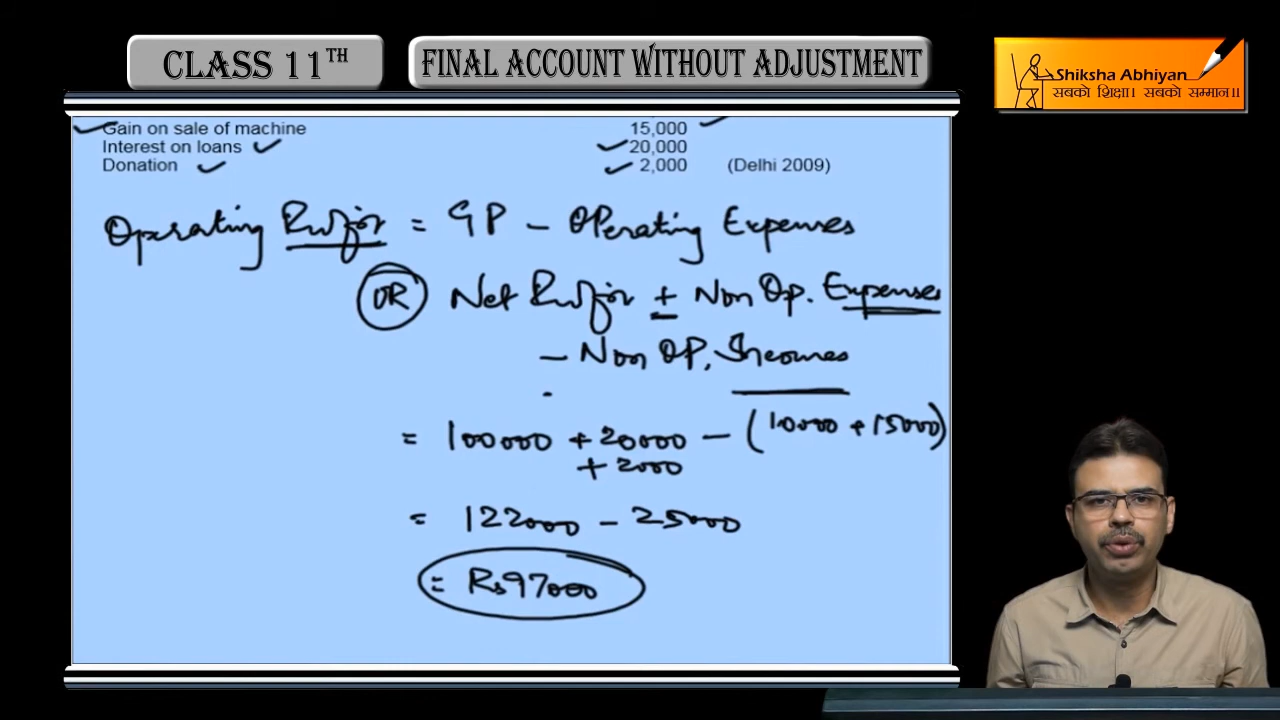 CLASS 11TH
FINAL ACCOUNT WITHOUT ADJUSTMENT
Shiksha Abhiyan
सबको शिक्षा। सबको सम्मान।।
Gain on sale of machine 15,000
Interest on loans 20,000
Donation 2,000 (Delhi 2009)
Operating Profit = GP - Operating Expenses
OR Net Profit + Non Op. Expenses
- Non OP. Incomes
= 100000 + 20000 - (10000 + 15000)
+ 2000
= 122000 - 25000
= Rs 97000